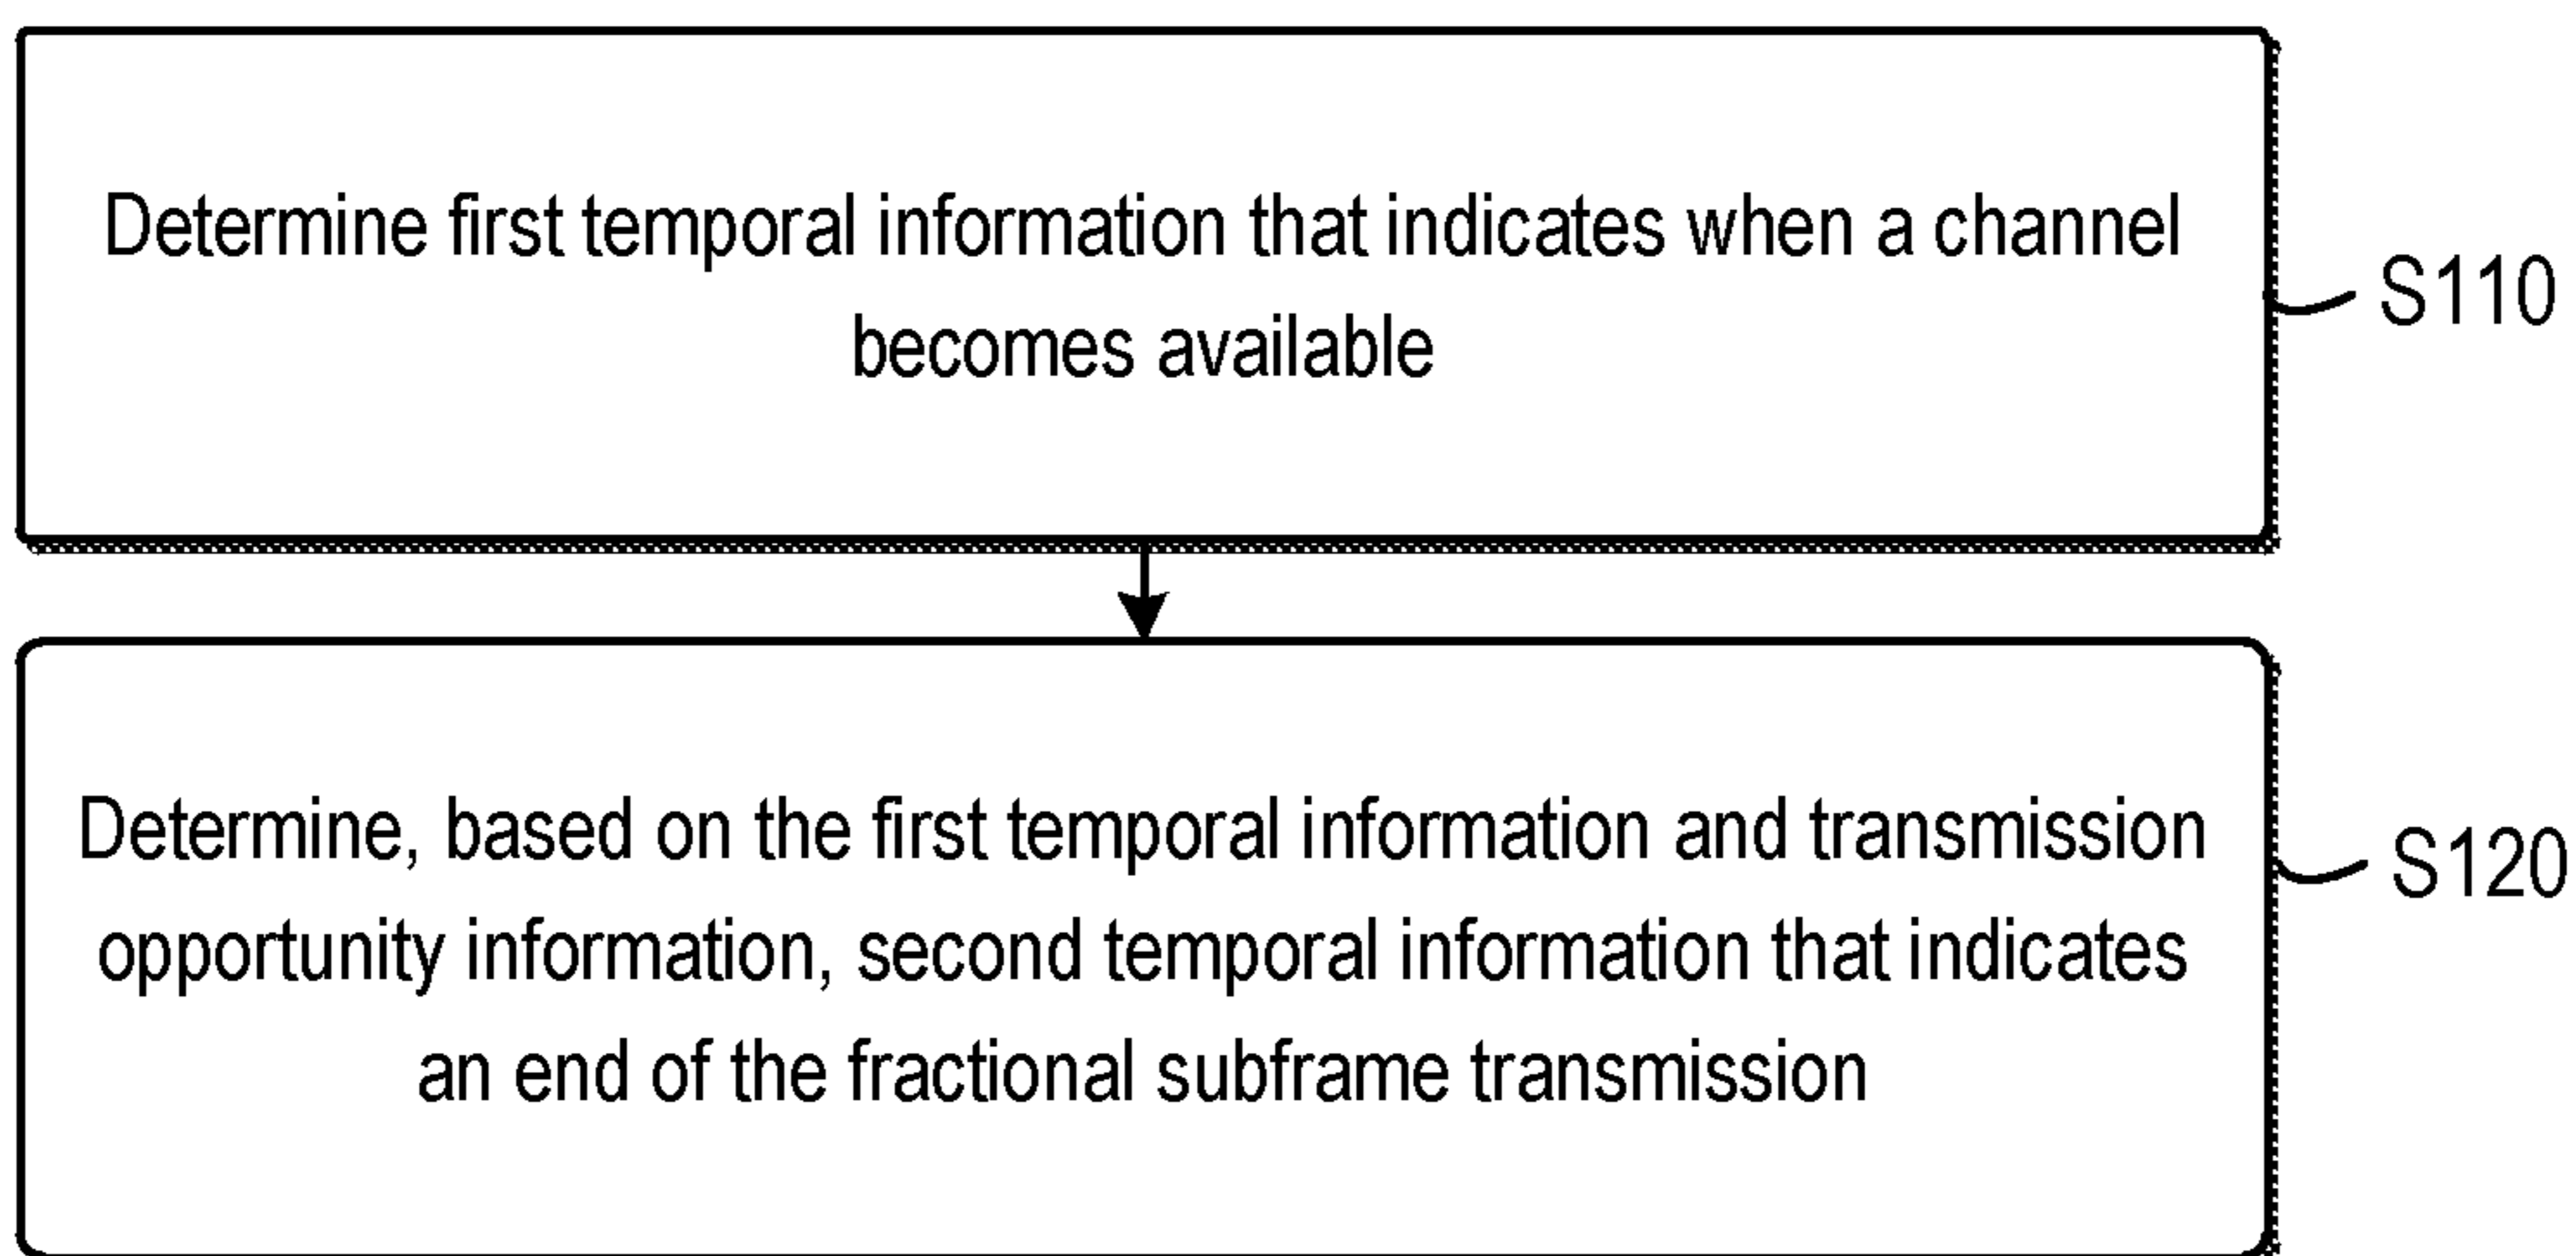 Determine first temporal information that indicates when a channel
becomes available
S110
Determine, based on the first temporal information and transmission
opportunity information, second temporal information that indicates
an end of the fractional subframe transmission
S120